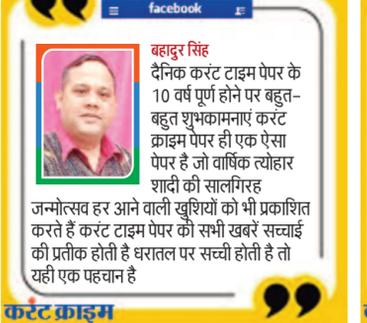 facebook
बहादुर सिंह
दैनिक करंट टाइम पेपर के
10 वर्ष पूर्ण होने पर बहुत-
बहुत शुभकामनाएं करंट
क्राइम पेपर ही एक ऐसा
पेपर है जो वार्षिक त्योहार
शादी की सालगिरह
जन्मोत्सव हर आने वाली खुशियों को भी प्रकाशित
करते हैं करंट टाइम पेपर की सभी खबरें सच्चाई
की प्रतीक होती है धरातल पर सच्ची होती है तो
यही एक पहचान है
करंट क्राइम